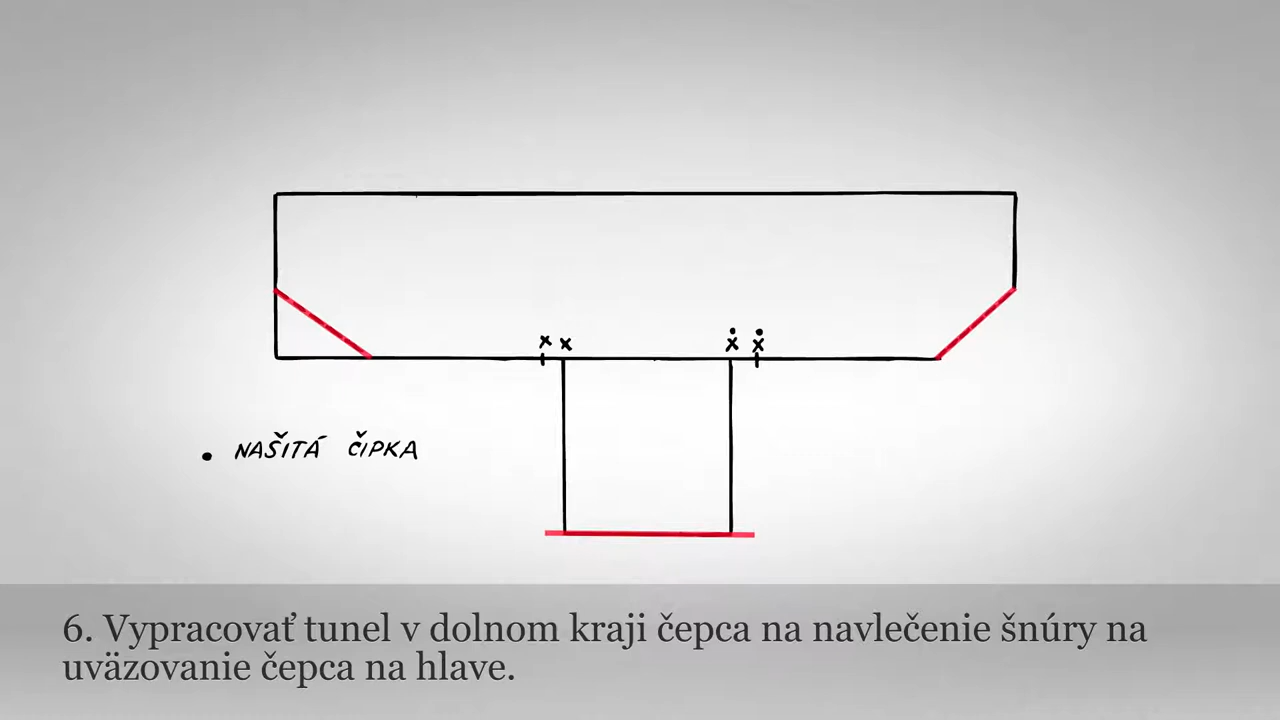 x x x x
• NAŠITÁ ČIPKA
6. Vypracovať tunel v dolnom kraji čepca na navlečenie šnúry na
uväzovanie čepca na hlave.